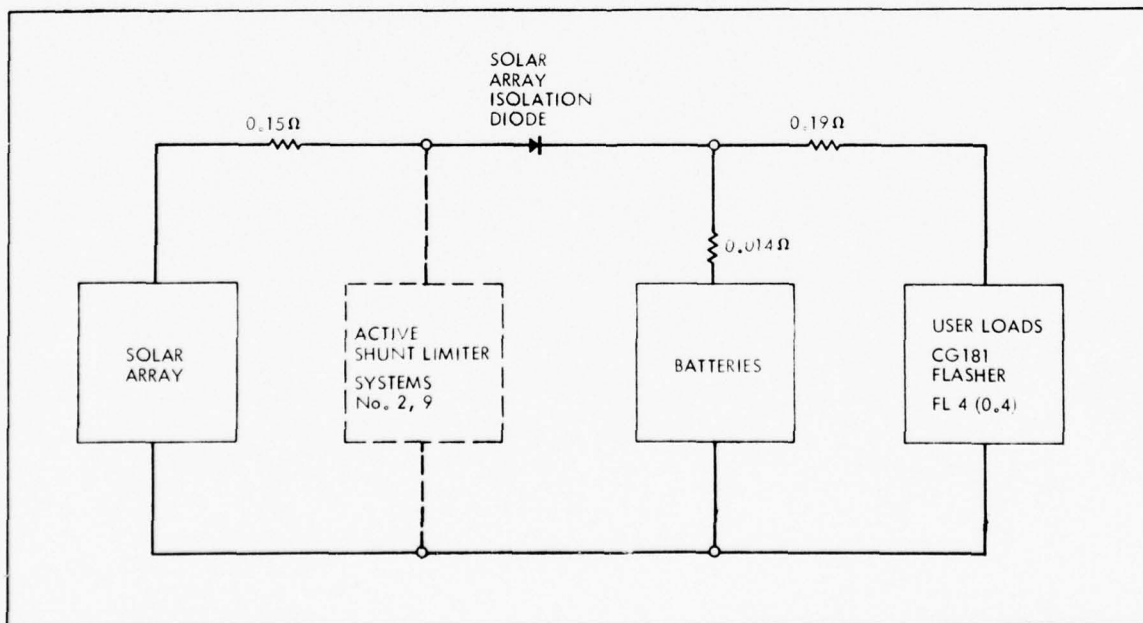 SOLAR
ARRAY
ISOLATION
DIODE
0.15Ω
0.19Ω
0.014Ω
SOLAR
ARRAY
ACTIVE
SHUNT LIMITER
SYSTEMS
No. 2, 9
BATTERIES
USER LOADS
CG181
FLASHER
FL 4 (0.4)